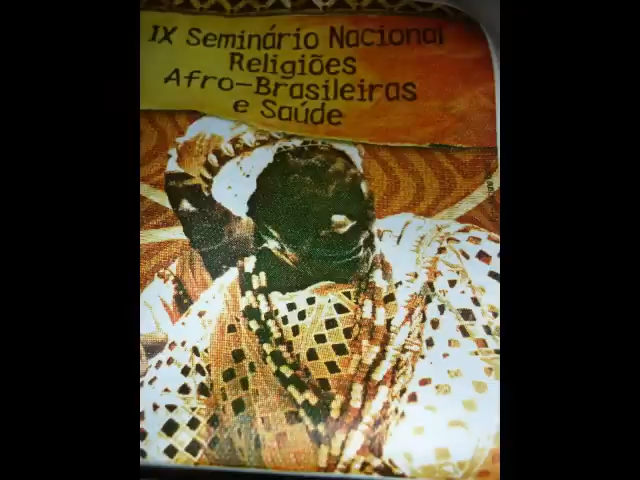 IX Seminário Nacional
Religiões
Afro-Brasileiras
e Saúde